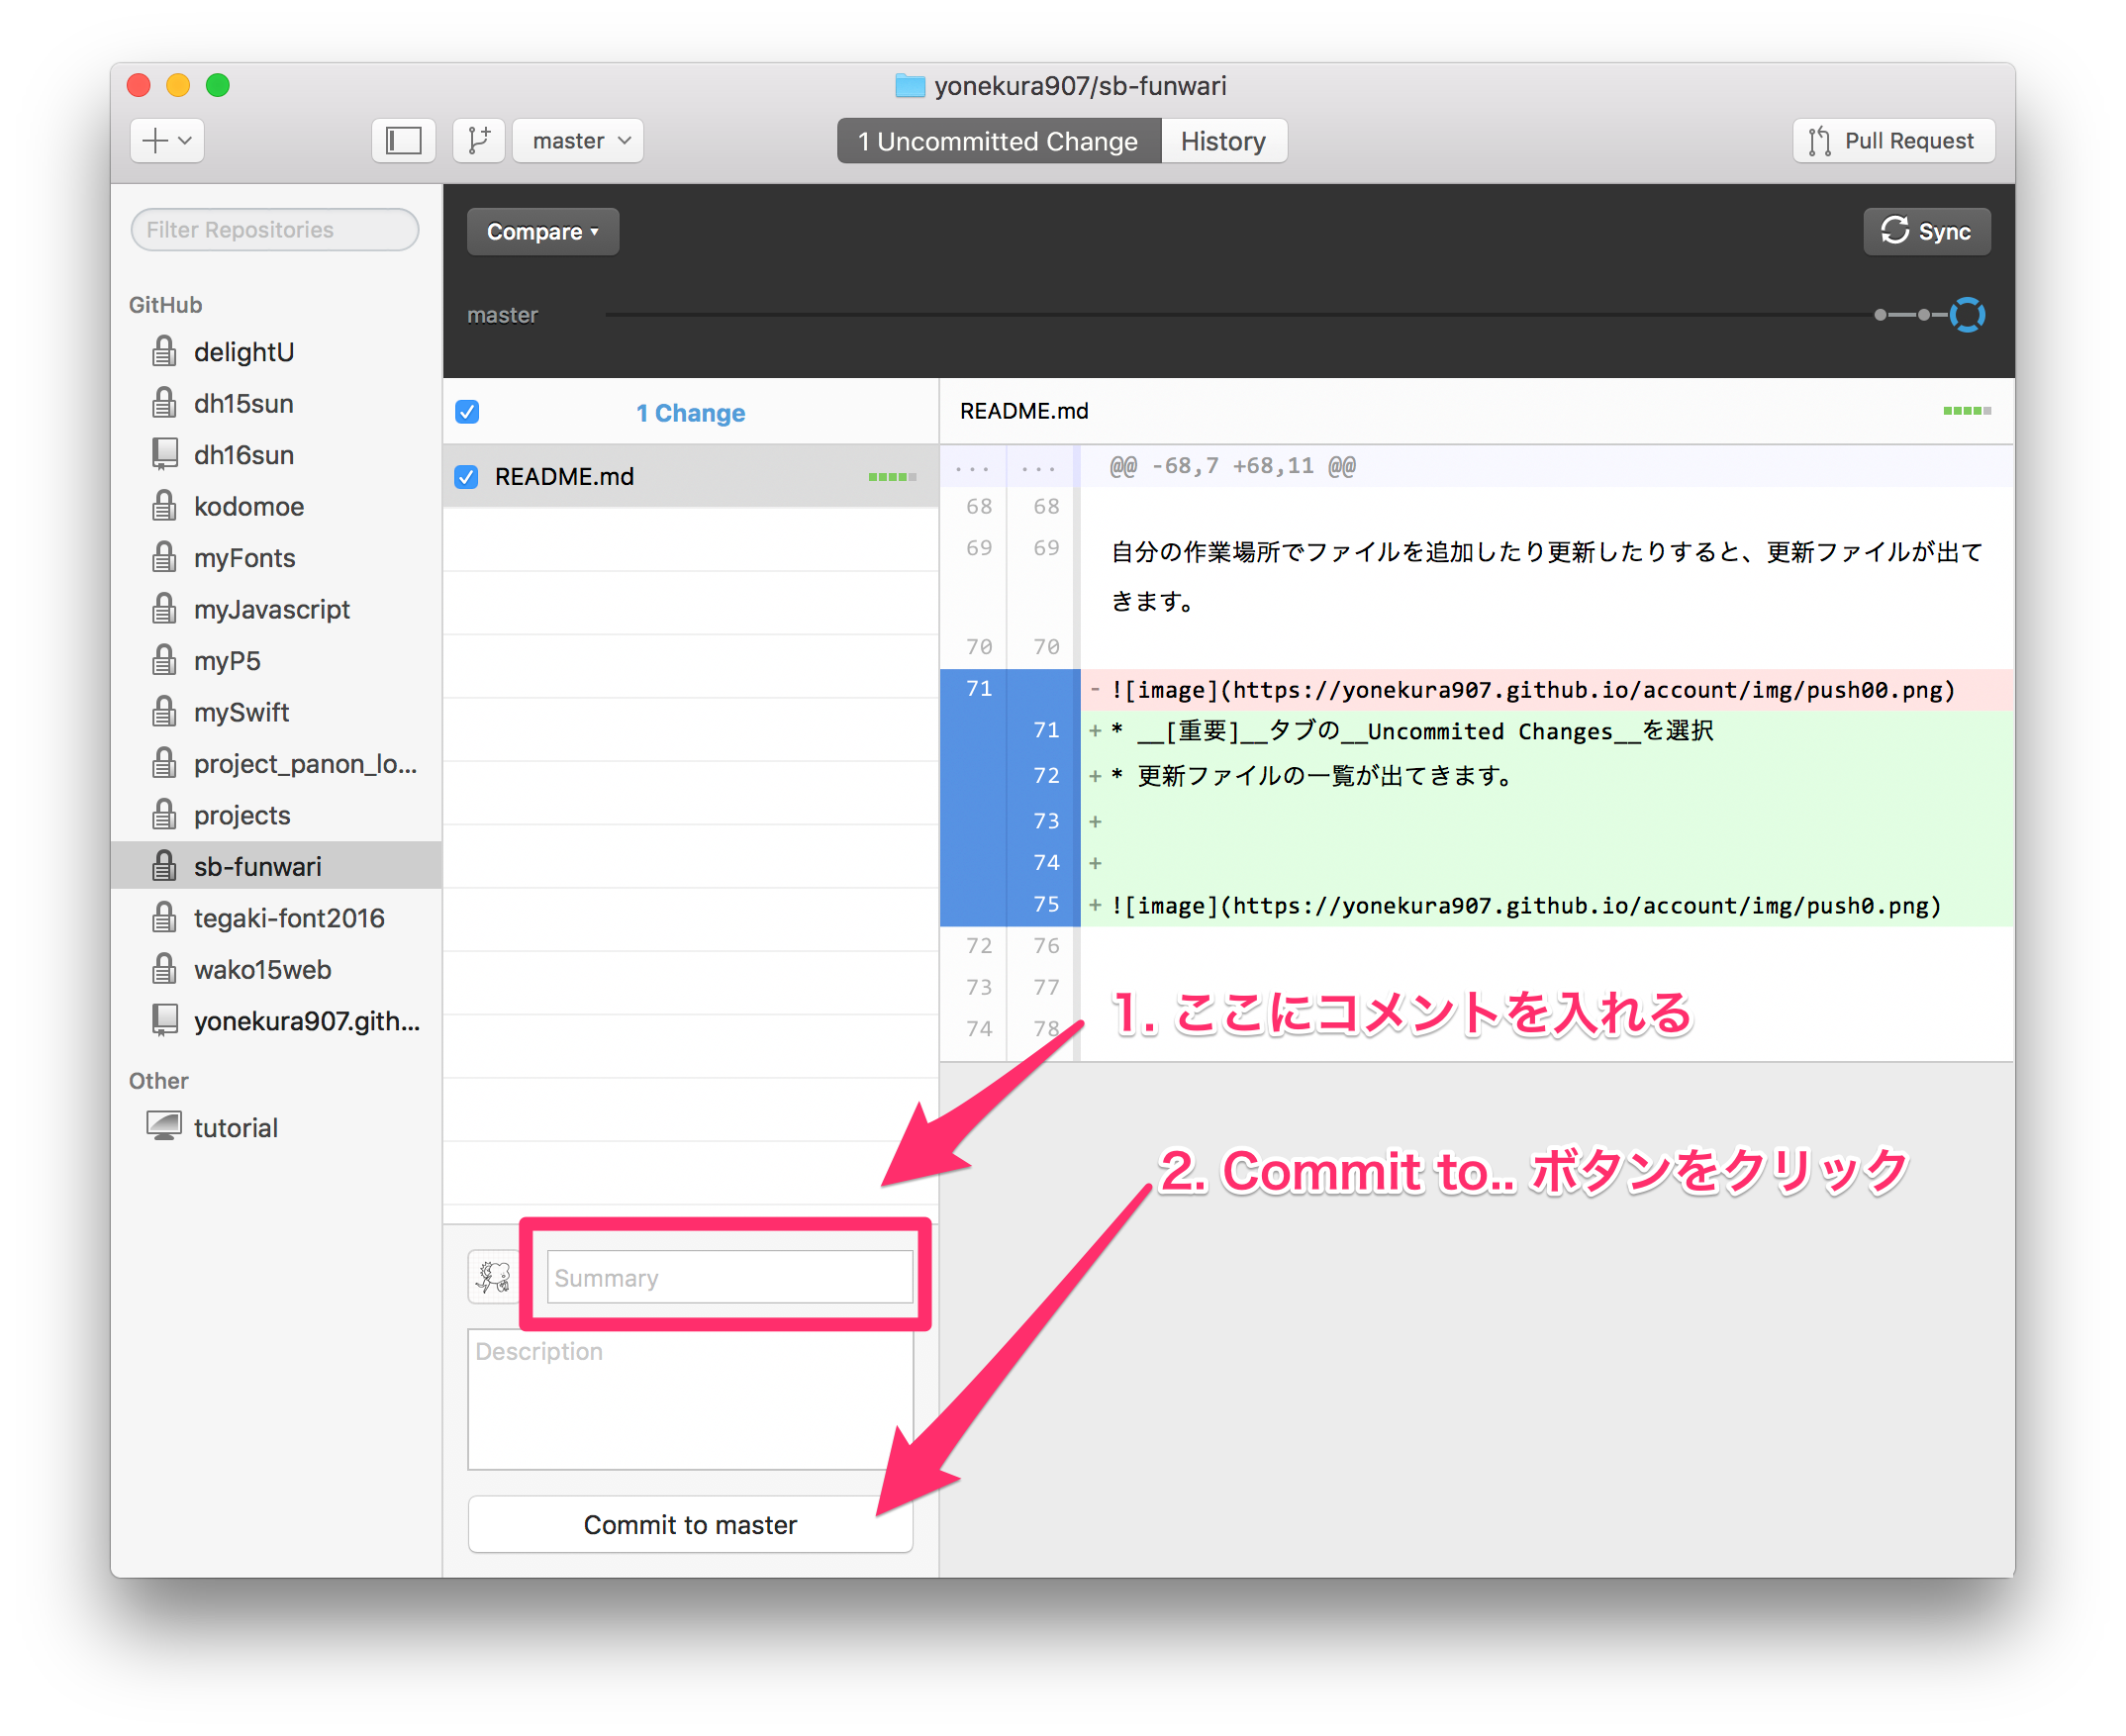 yonekura907/sb-funwari
master
1 Uncommitted Change
History
Pull Request
Filter Repositories
GitHub
delightU
dh15sun
dh16sun
kodomoe
myFonts
myJavascript
myP5
mySwift
project_panon_lo...
projects
sb-funwari
tegaki-font2016
wako15web
yonekura907.gith...
Other
tutorial
Compare
Sync
master
1 Change
README.md
README.md
... ... @@ -68,7 +68,11 @@
68 68
69 69 自分の作業場所でファイルを追加したり更新したりすると、更新ファイルが出て
きます。
70 70
71 - ![image](https://yonekura907.github.io/account/img/push00.png)
71 + * __[重要]__タブの__Uncommited Changes__を選択
72 + * 更新ファイルの一覧が出てきます。
73 +
74 +
75 + ![image](https://yonekura907.github.io/account/img/push0.png)
72 76
73 77
74 78
1. ここにコメントを入れる
2. Commit to.. ボタンをクリック
Summary
Description
Commit to master